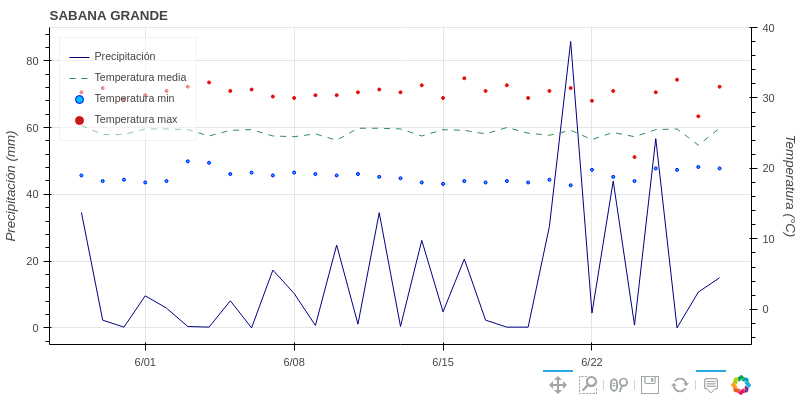 SABANA GRANDE
Precipitación
Temperatura media
Temperatura min
Temperatura max
Precipitación (mm)
80
60
40
20
0
Temperatura (°C)
40
30
20
10
0
6/01 6/08 6/15 6/22